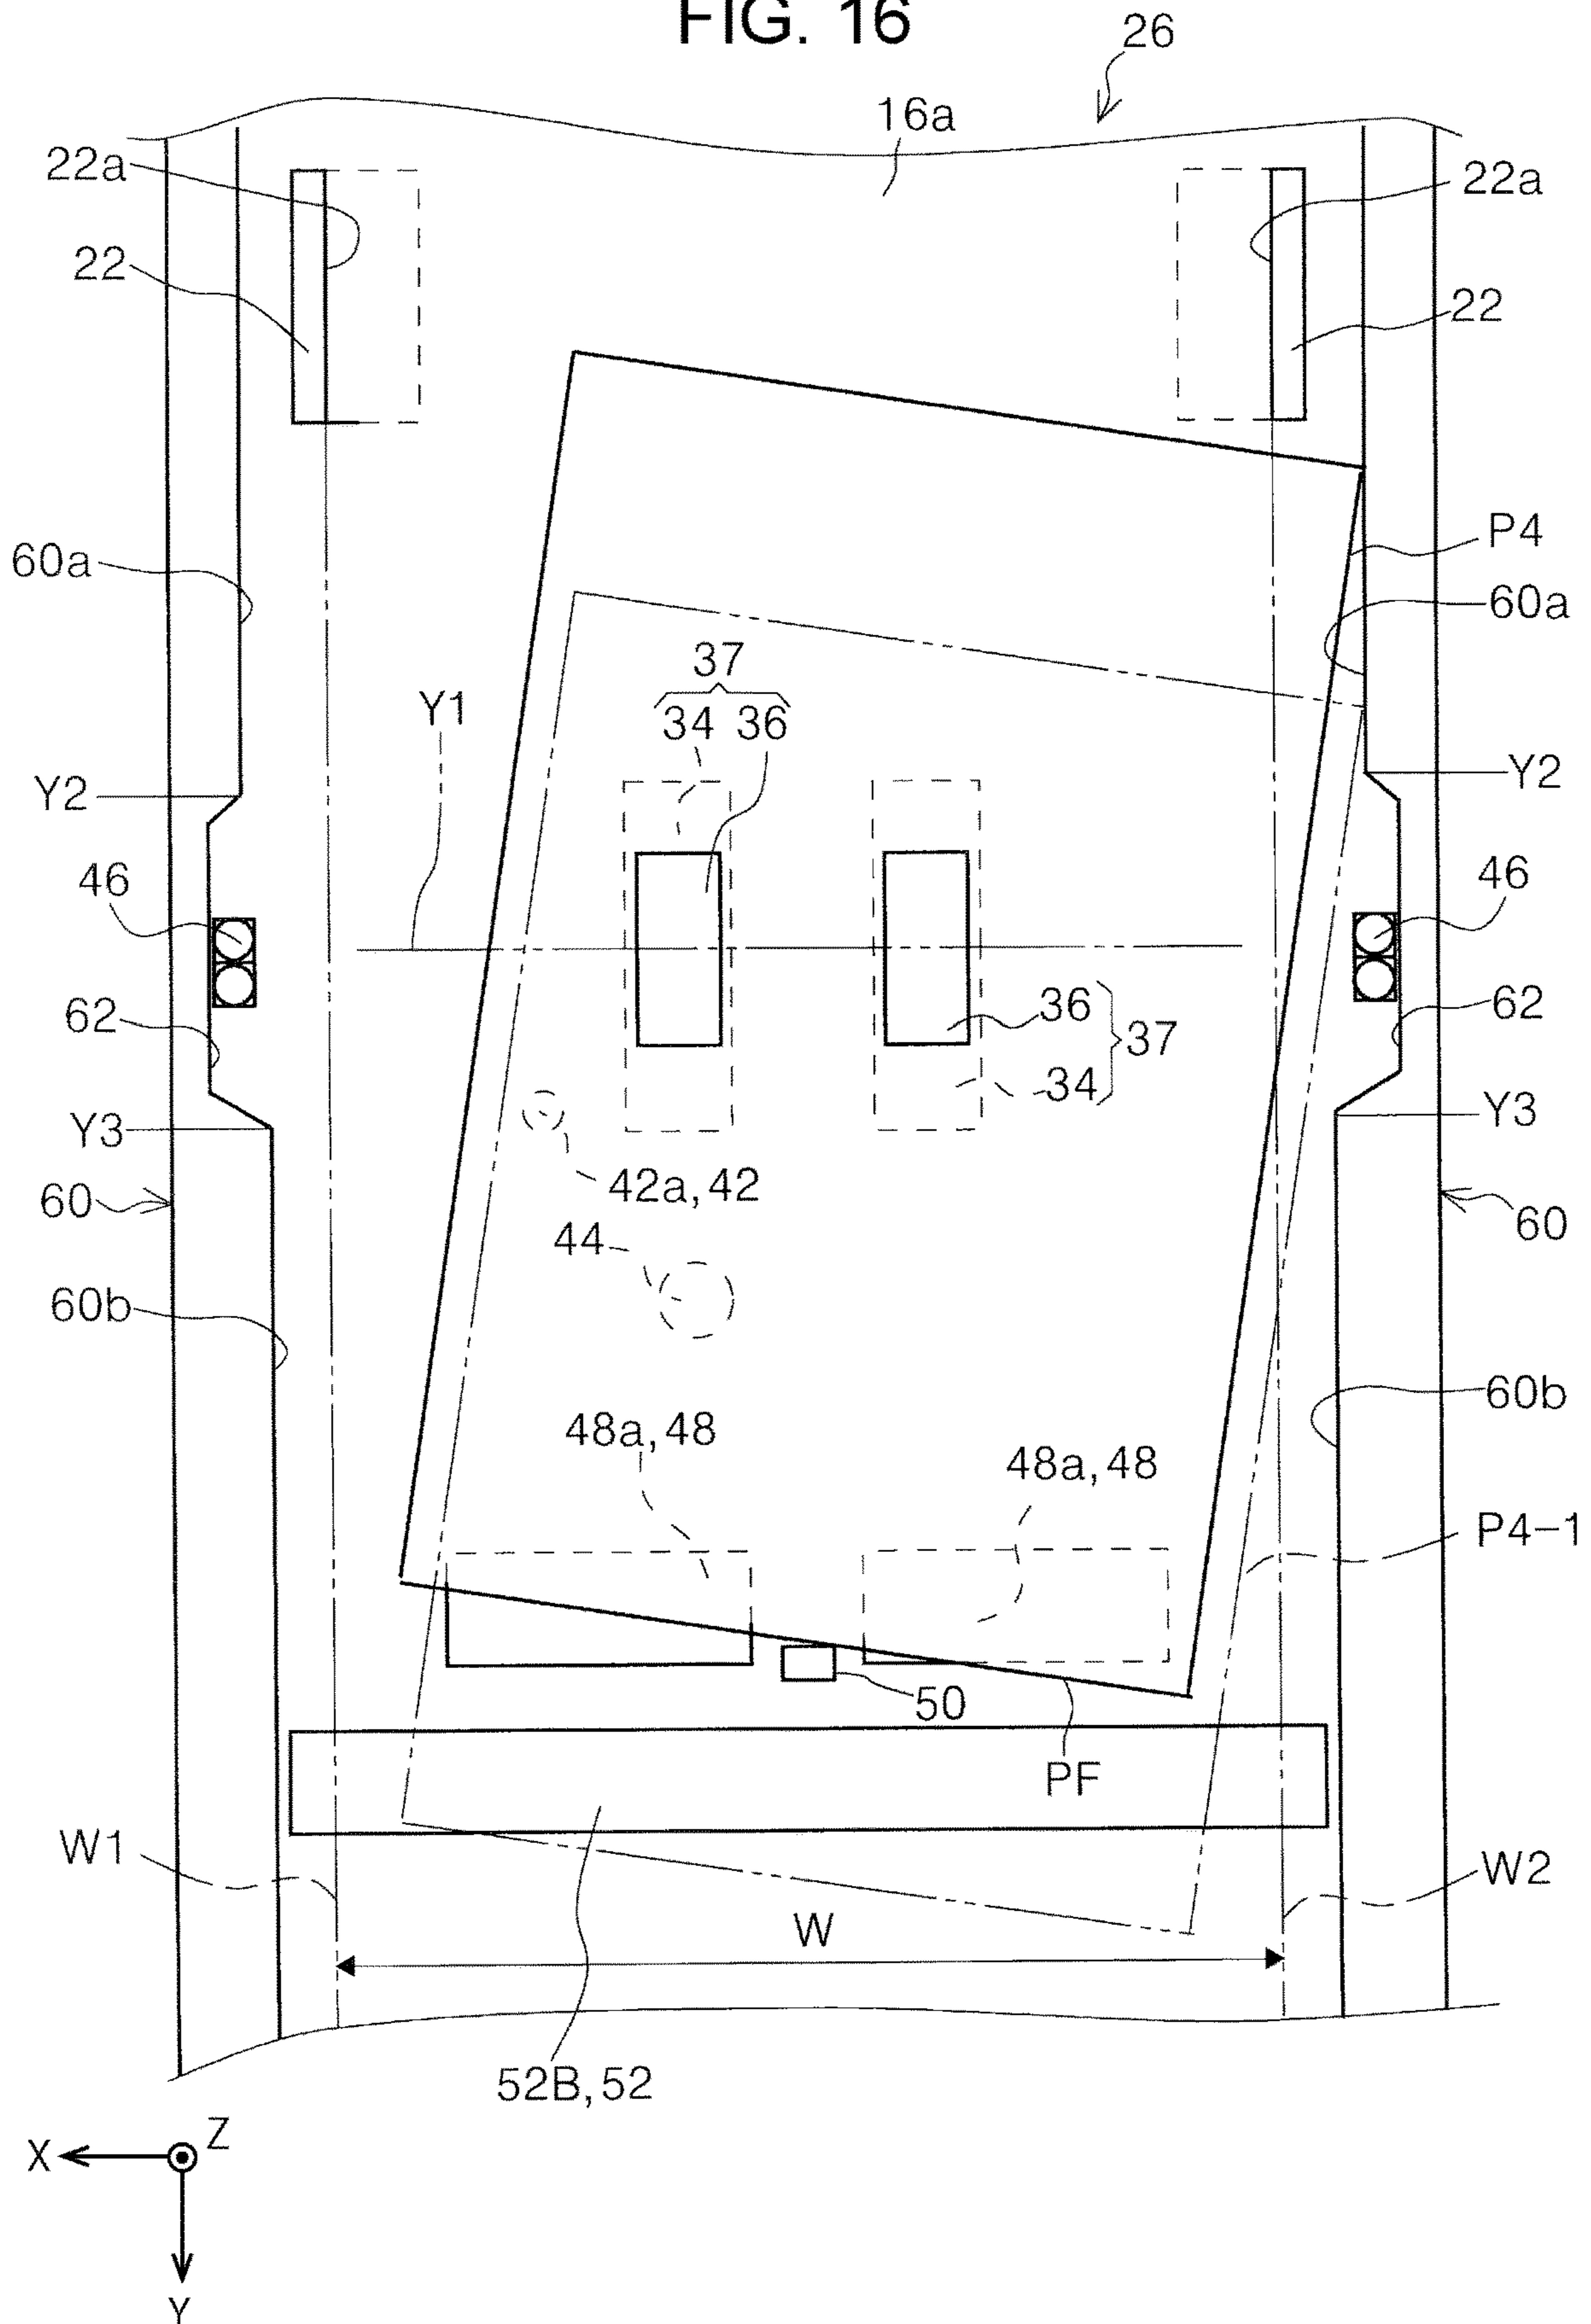 FIG. 16
26
16a
22a
22a
22
22
P4
60a
60a
37
34 36
Y1
Y2
Y2
46
46
36
37
62
62
34
Y3
Y3
42a, 42
60
60
44
60b
60b
48a, 48
48a, 48
P4-1
50
PF
W1
W2
W
52B, 52
Z
X
Y